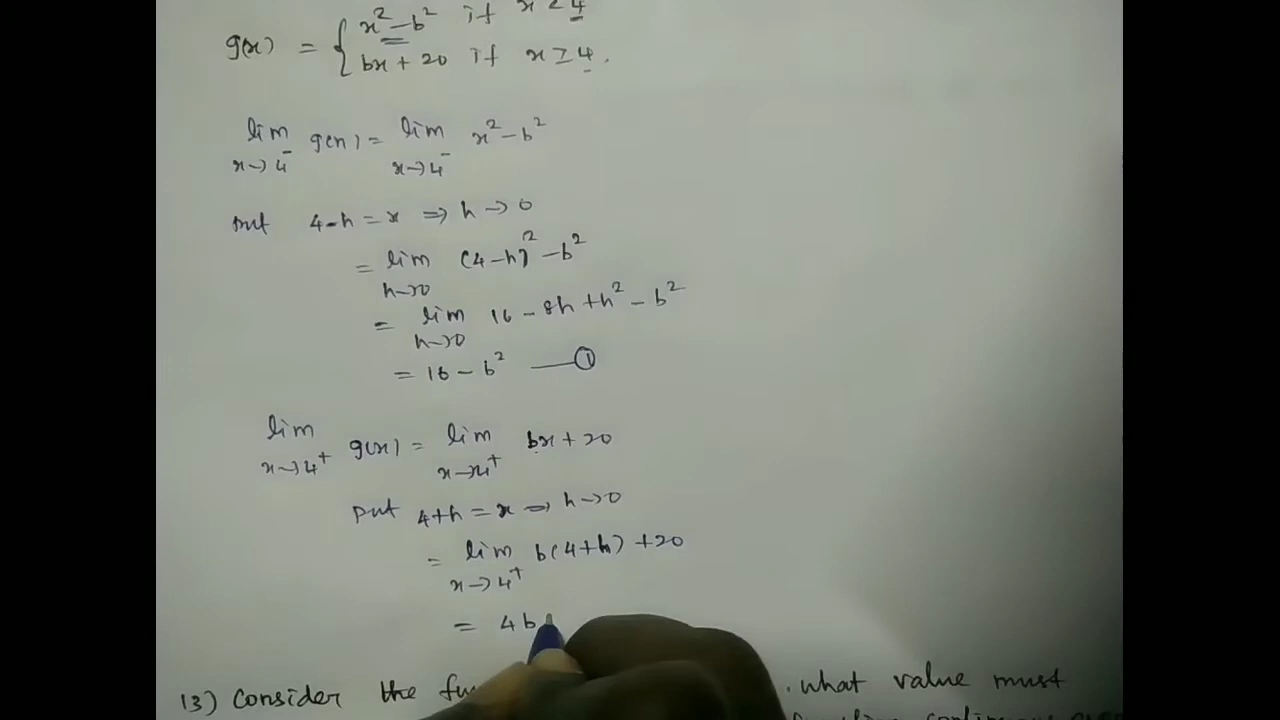 g(x) = { x² - b² if x < 4
bx + 20 if x ≥ 4.
lim x→4⁻ g(x) = lim x→4⁻ x² - b²
put 4-h = x ⇒ h → 0
= lim h→0 (4-h)² - b²
= lim h→0 16 - 8h + h² - b²
= 16 - b² —— ①
lim x→4⁺ g(x) = lim x→4⁺ bx + 20
put 4+h = x ⇒ h→0
= lim x→4⁺ b(4+h) + 20
= 4b
13) Consider the . what value must